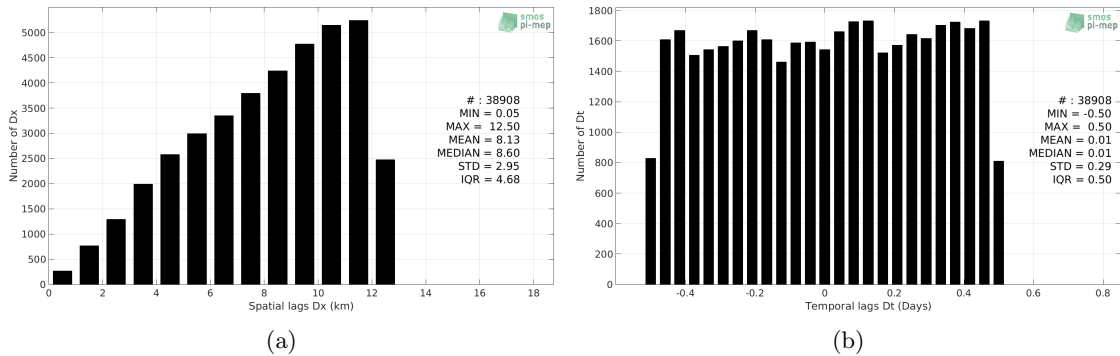 5000
4500
4000
3500
3000
2500
2000
1500
1000
500
0
Number of Dx
0 2 4 6 8 10 12 14 16 18
Spatial lags Dx (km)
smos
pi-mep
# : 38908
MIN = 0.05
MAX = 12.50
MEAN = 8.13
MEDIAN = 8.60
STD = 2.95
IQR = 4.68
(a)
1800
1600
1400
1200
1000
800
600
400
200
0
Number of Dt
-0.4 -0.2 0 0.2 0.4 0.6 0.8
Temporal lags Dt (Days)
smos
pi-mep
# : 38908
MIN = -0.50
MAX = 0.50
MEAN = 0.01
MEDIAN = 0.01
STD = 0.29
IQR = 0.50
(b)